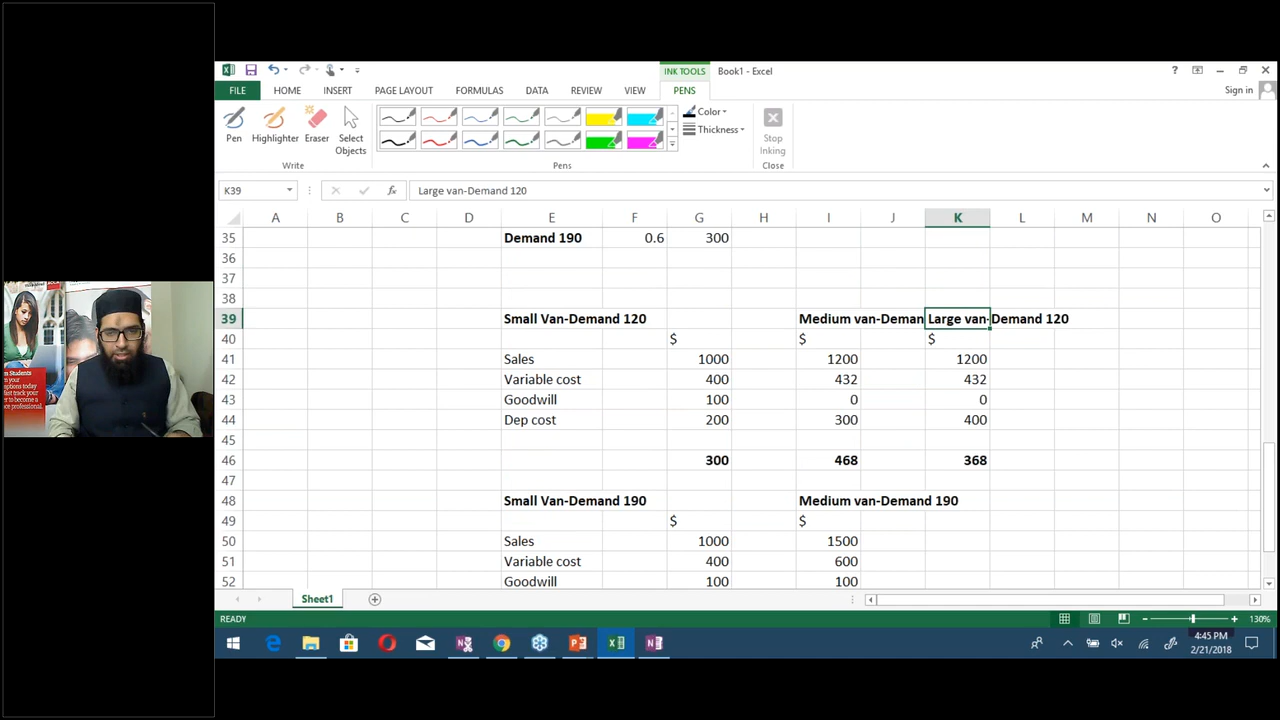 INK TOOLS
Book1 - Excel
?
FILE HOME INSERT PAGE LAYOUT FORMULAS DATA REVIEW VIEW PENS
Sign in
Pen Highlighter Eraser Select Objects
Color
Thickness
Stop Inking
Write Pens Close
K39 fx Large van-Demand 120
A B C D E F G H I J K L M N O
35 Demand 190 0.6 300
36
37
38
39 Small Van-Demand 120 Medium van-Deman Large van-Demand 120
40 $ $ $
41 Sales 1000 1200 1200
42 Variable cost 400 432 432
43 Goodwill 100 0 0
44 Dep cost 200 300 400
45
46 300 468 368
47
48 Small Van-Demand 190 Medium van-Demand 190
49 $ $
50 Sales 1000 1500
51 Variable cost 400 600
52 Goodwill 100 100
Sheet1
READY 130%
4:45 PM
2/21/2018